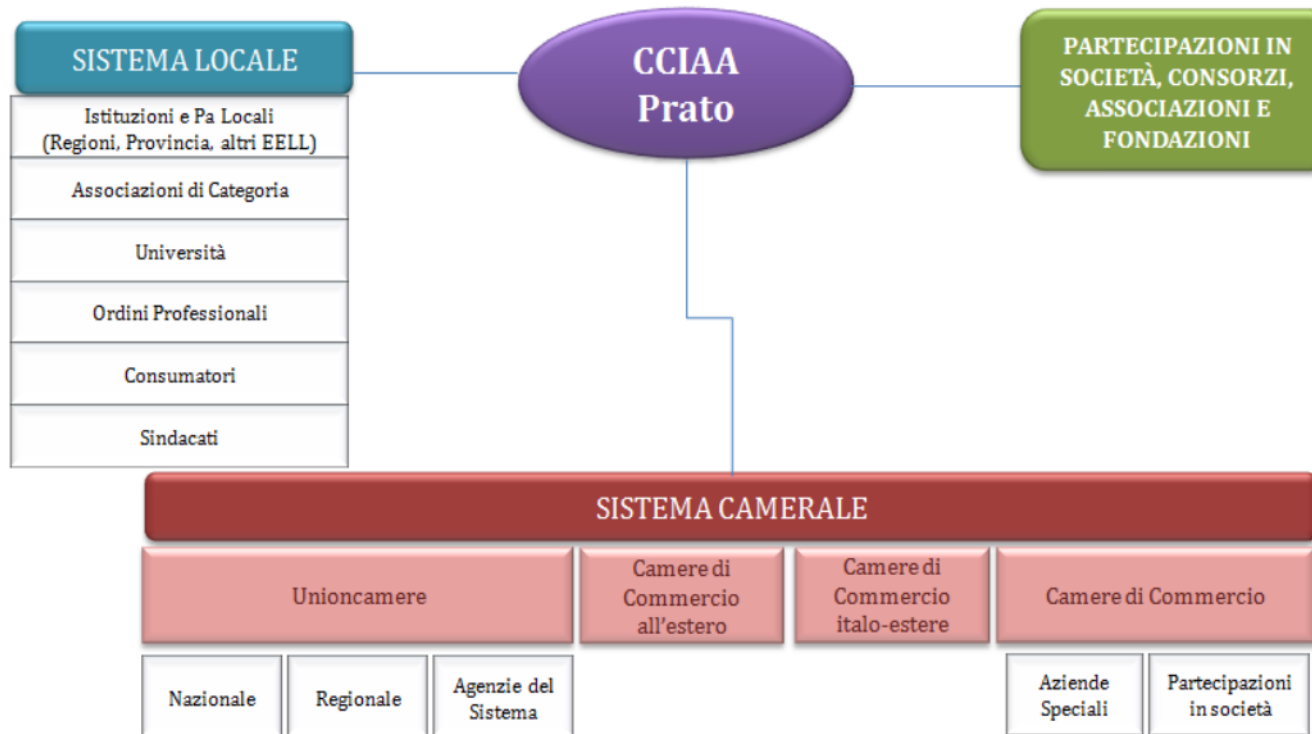 SISTEMA LOCALE
Istituzioni e Pa Locali
(Regioni, Provincia, altri EELL)
Associazioni di Categoria
Università
Ordini Professionali
Consumatori
Sindacati
CCIAA
Prato
PARTECIPAZIONI IN
SOCIETÀ, CONSORZI,
ASSOCIAZIONI E
FONDAZIONI
SISTEMA CAMERALE
Unioncamere
Camere di
Commercio
all'estero
Camere di
Commercio
italo-estere
Camere di Commercio
Nazionale
Regionale
Agenzie del
Sistema
Aziende
Speciali
Partecipazioni
in società